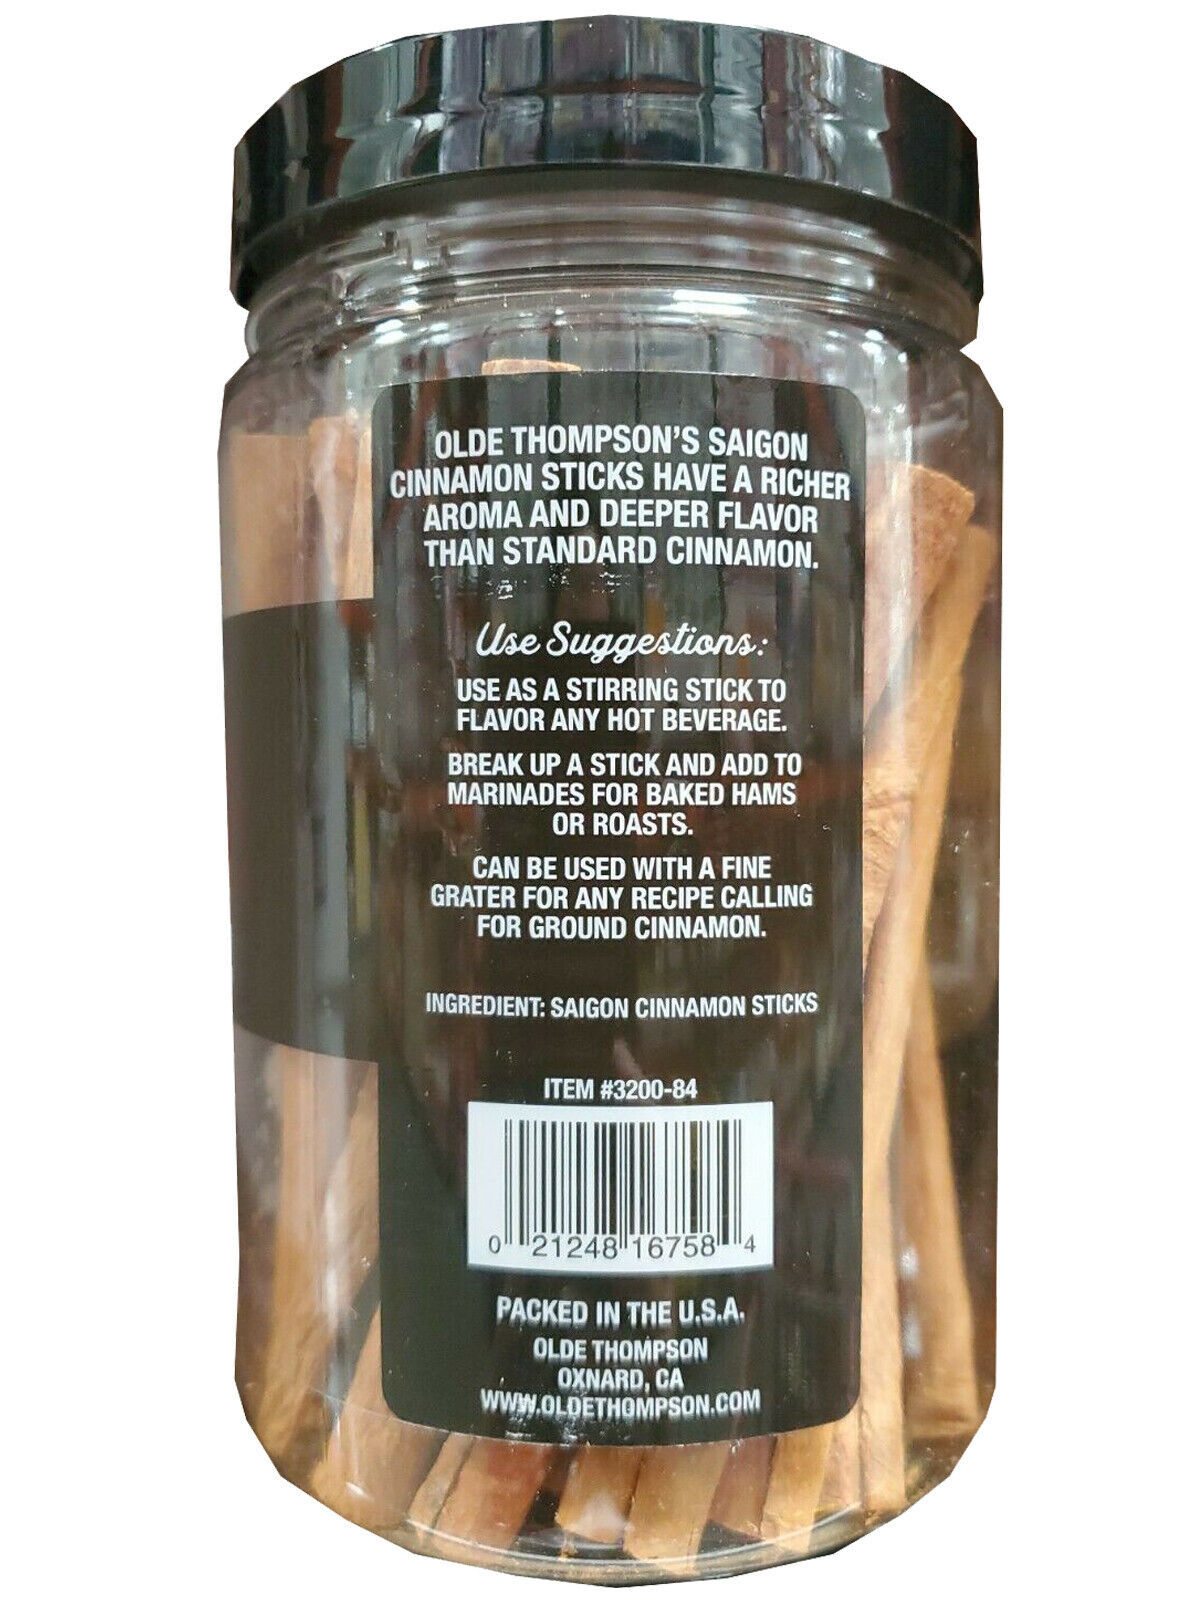 OLDE THOMPSON'S SAIGON
CINNAMON STICKS HAVE A RICHER
AROMA AND DEEPER FLAVOR
THAN STANDARD CINNAMON.
Use Suggestions:
USE AS A STIRRING STICK TO
FLAVOR ANY HOT BEVERAGE.
BREAK UP A STICK AND ADD TO
MARINADES FOR BAKED HAMS
OR ROASTS.
CAN BE USED WITH A FINE
GRATER FOR ANY RECIPE CALLING
FOR GROUND CINNAMON.
INGREDIENT: SAIGON CINNAMON STICKS
ITEM #3200-84
0 21248 16758 4
PACKED IN THE U.S.A.
OLDE THOMPSON
OXNARD, CA
WWW.OLDETHOMPSON.COM